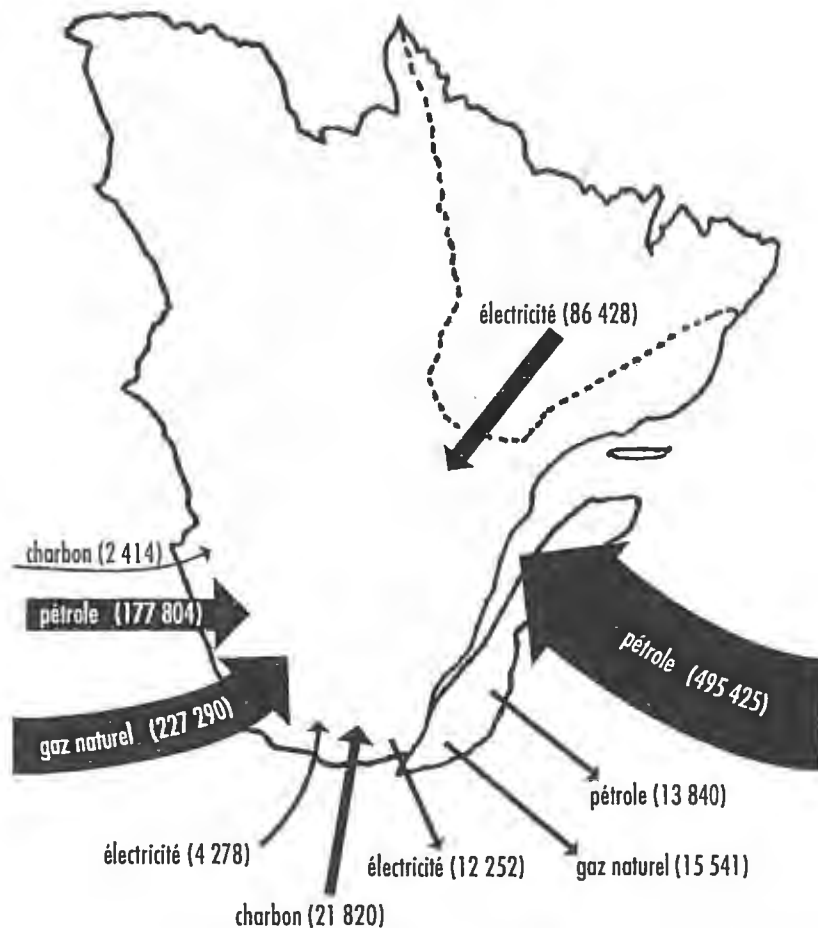 électricité (86 428)
charbon (2 414)
pétrole (177 804)
pétrole (495 425)
gaz naturel (227 290)
pétrole (13 840)
électricité (4 278)
électricité (12 252)
gaz naturel (15 541)
charbon (21 820)